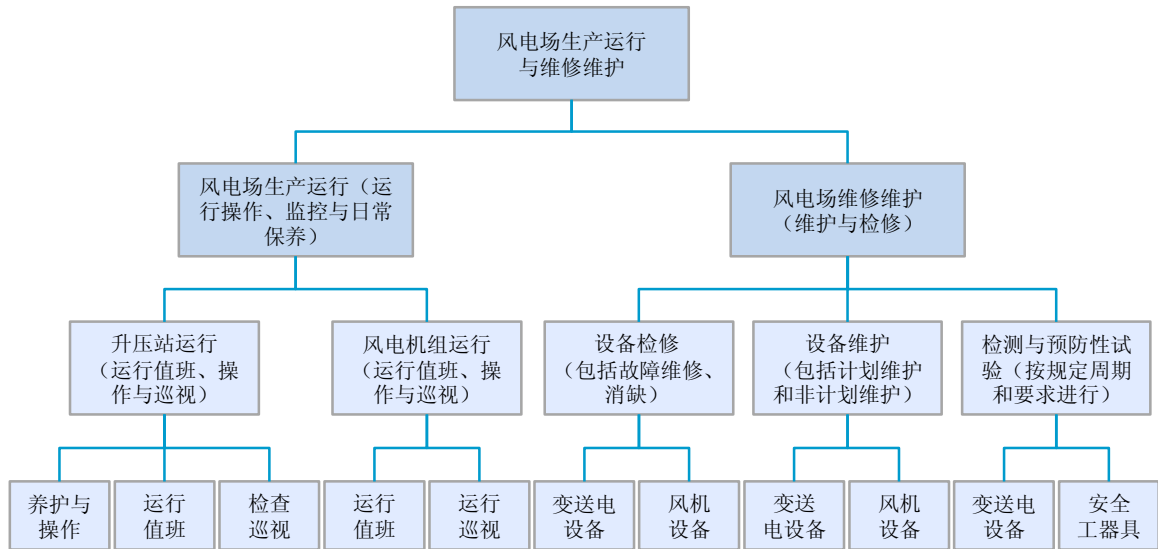 风电场生产运行
与维修维护
风电场生产运行（运
行操作、监控与日常
保养）
风电场维修维护
（维护与检修）
升压站运行
（运行值班、操
作与巡视）
风电机组运行
（运行值班、操
作与巡视）
设备检修
（包括故障维修、
消缺）
设备维护
（包括计划维护
和非计划维护）
检测与预防性试
验（按规定周期
和要求进行）
养护与
操作
运行
值班
检查
巡视
运行
值班
运行
巡视
变送电
设备
风机
设备
变送
电设备
风机
设备
变送电
设备
安全
工器具